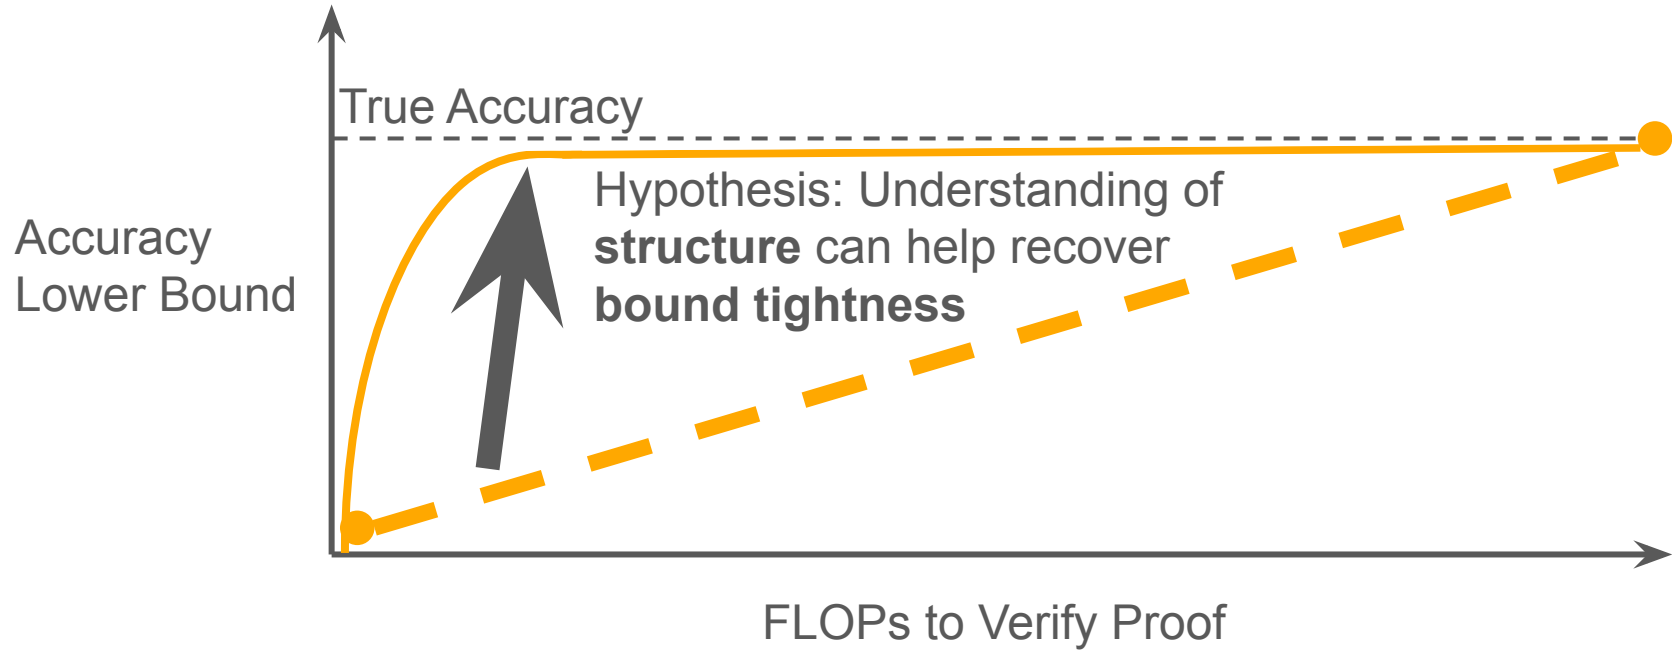 True Accuracy
Hypothesis: Understanding of
structure can help recover
bound tightness
Accuracy
Lower Bound
FLOPs to Verify Proof